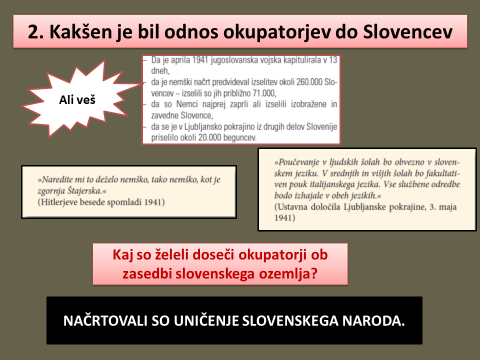 2. Kakšen je bil odnos okupatorjev do Slovencev
Ali veš
– Da je aprila 1941 jugoslovanska vojska kapitulirala v 13
dneh,
– da je nemški načrt predvideval izselitev okoli 260.000 Slo-
vencev – izselili so jih približno 71.000,
– da so Nemci najprej zaprli ali izselili izobražene in
zavedne Slovence,
– da se je v Ljubljansko pokrajino iz drugih delov Slovenije
priselilo okoli 20.000 beguncev.
»Naredite mi to deželo nemško, tako nemško, kot je
zgornja Štajerska.«
(Hitlerjeve besede spomladi 1941)
»Poučevanje v ljudskih šolah bo obvezno v sloven-
skem jeziku. V srednjih in višjih šolah bo fakultati-
ven pouk italijanskega jezika. Vse službene odredbe
bodo izhajale v obeh jezikih.«
(Ustavna določila Ljubljanske pokrajine, 3. maja
1941)
Kaj so želeli doseči okupatorji ob
zasedbi slovenskega ozemlja?
NAČRTOVALI SO UNIČENJE SLOVENSKEGA NARODA.